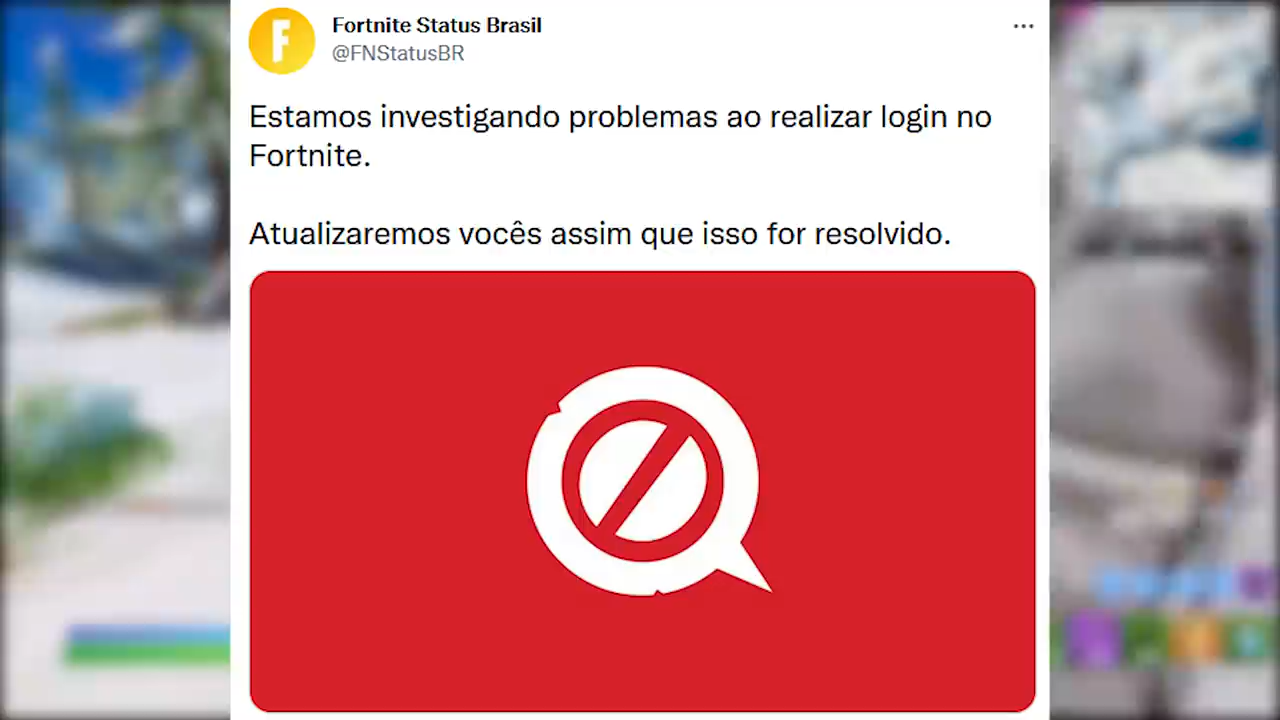 Fortnite Status Brasil
@FNStatusBR
Estamos investigando problemas ao realizar login no
Fortnite.
Atualizaremos vocês assim que isso for resolvido.